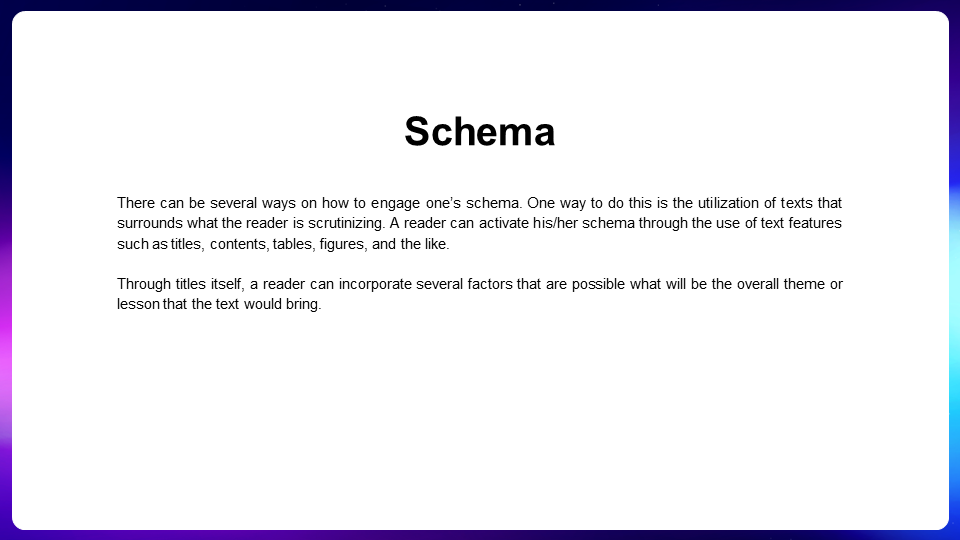 Schema
There can be several ways on how to engage one’s schema. One way to do this is the utilization of texts that
surrounds what the reader is scrutinizing. A reader can activate his/her schema through the use of text features
such as titles, contents, tables, figures, and the like.
Through titles itself, a reader can incorporate several factors that are possible what will be the overall theme or
lesson that the text would bring.